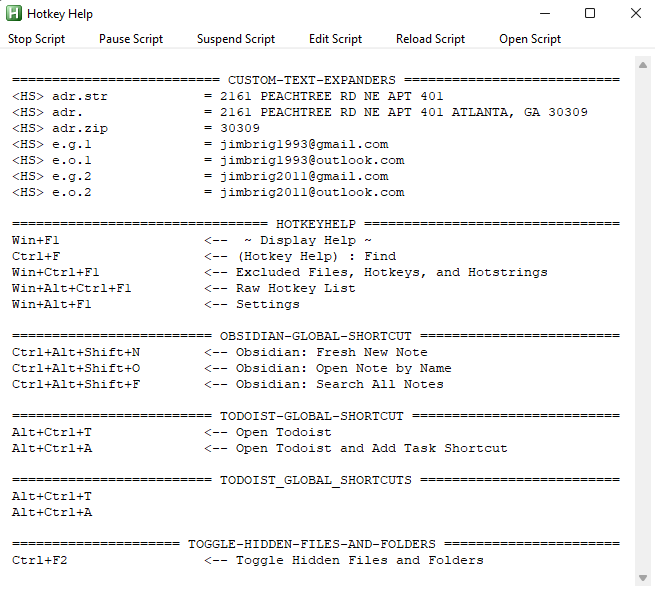 Hotkey Help
Stop Script Pause Script Suspend Script Edit Script Reload Script Open Script
========================== CUSTOM-TEXT-EXPANDERS ===========================
<HS> adr.str = 2161 PEACHTREE RD NE APT 401
<HS> adr. = 2161 PEACHTREE RD NE APT 401 ATLANTA, GA 30309
<HS> adr.zip = 30309
<HS> e.g.1 = jimbrig1993@gmail.com
<HS> e.o.1 = jimbrig1993@outlook.com
<HS> e.g.2 = jimbrig2011@gmail.com
<HS> e.o.2 = jimbrig2011@outlook.com
================================ HOTKEYHELP ================================
Win+F1 <-- ~ Display Help ~
Ctrl+F <-- (Hotkey Help) : Find
Win+Ctrl+F1 <-- Excluded Files, Hotkeys, and Hotstrings
Win+Alt+Ctrl+F1 <-- Raw Hotkey List
Win+Alt+F1 <-- Settings
========================= OBSIDIAN-GLOBAL-SHORTCUT =========================
Ctrl+Alt+Shift+N <-- Obsidian: Fresh New Note
Ctrl+Alt+Shift+O <-- Obsidian: Open Note by Name
Ctrl+Alt+Shift+F <-- Obsidian: Search All Notes
========================= TODOIST-GLOBAL-SHORTCUT ==========================
Alt+Ctrl+T <-- Open Todoist
Alt+Ctrl+A <-- Open Todoist and Add Task Shortcut
========================= TODOIST_GLOBAL_SHORTCUTS =========================
Alt+Ctrl+T
Alt+Ctrl+A
===================== TOGGLE-HIDDEN-FILES-AND-FOLDERS ======================
Ctrl+F2 <-- Toggle Hidden Files and Folders